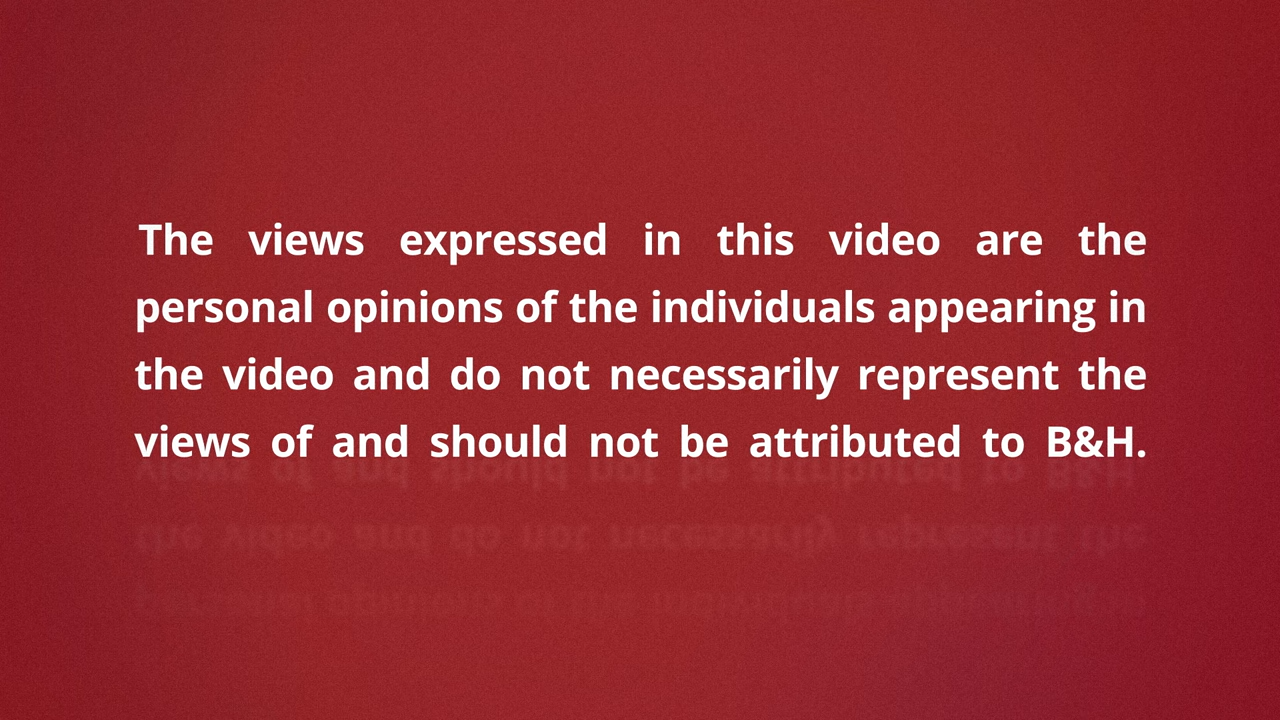 The views expressed in this video are the
personal opinions of the individuals appearing in
the video and do not necessarily represent the
views of and should not be attributed to B&H.